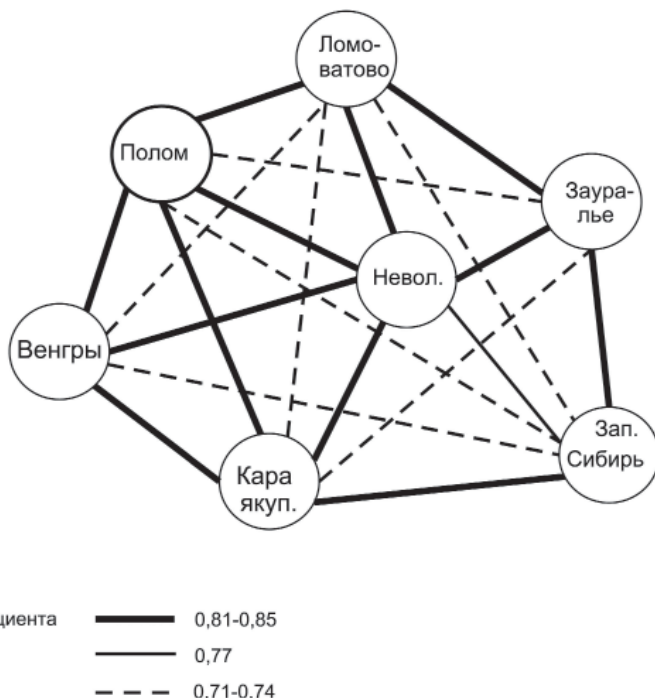 Ломо-
ватово
Полом
Заура-
лье
Невол.
Венгры
Зап.
Сибирь
Кара
якуп.
циента
0,81-0,85
0,77
0,71-0,74